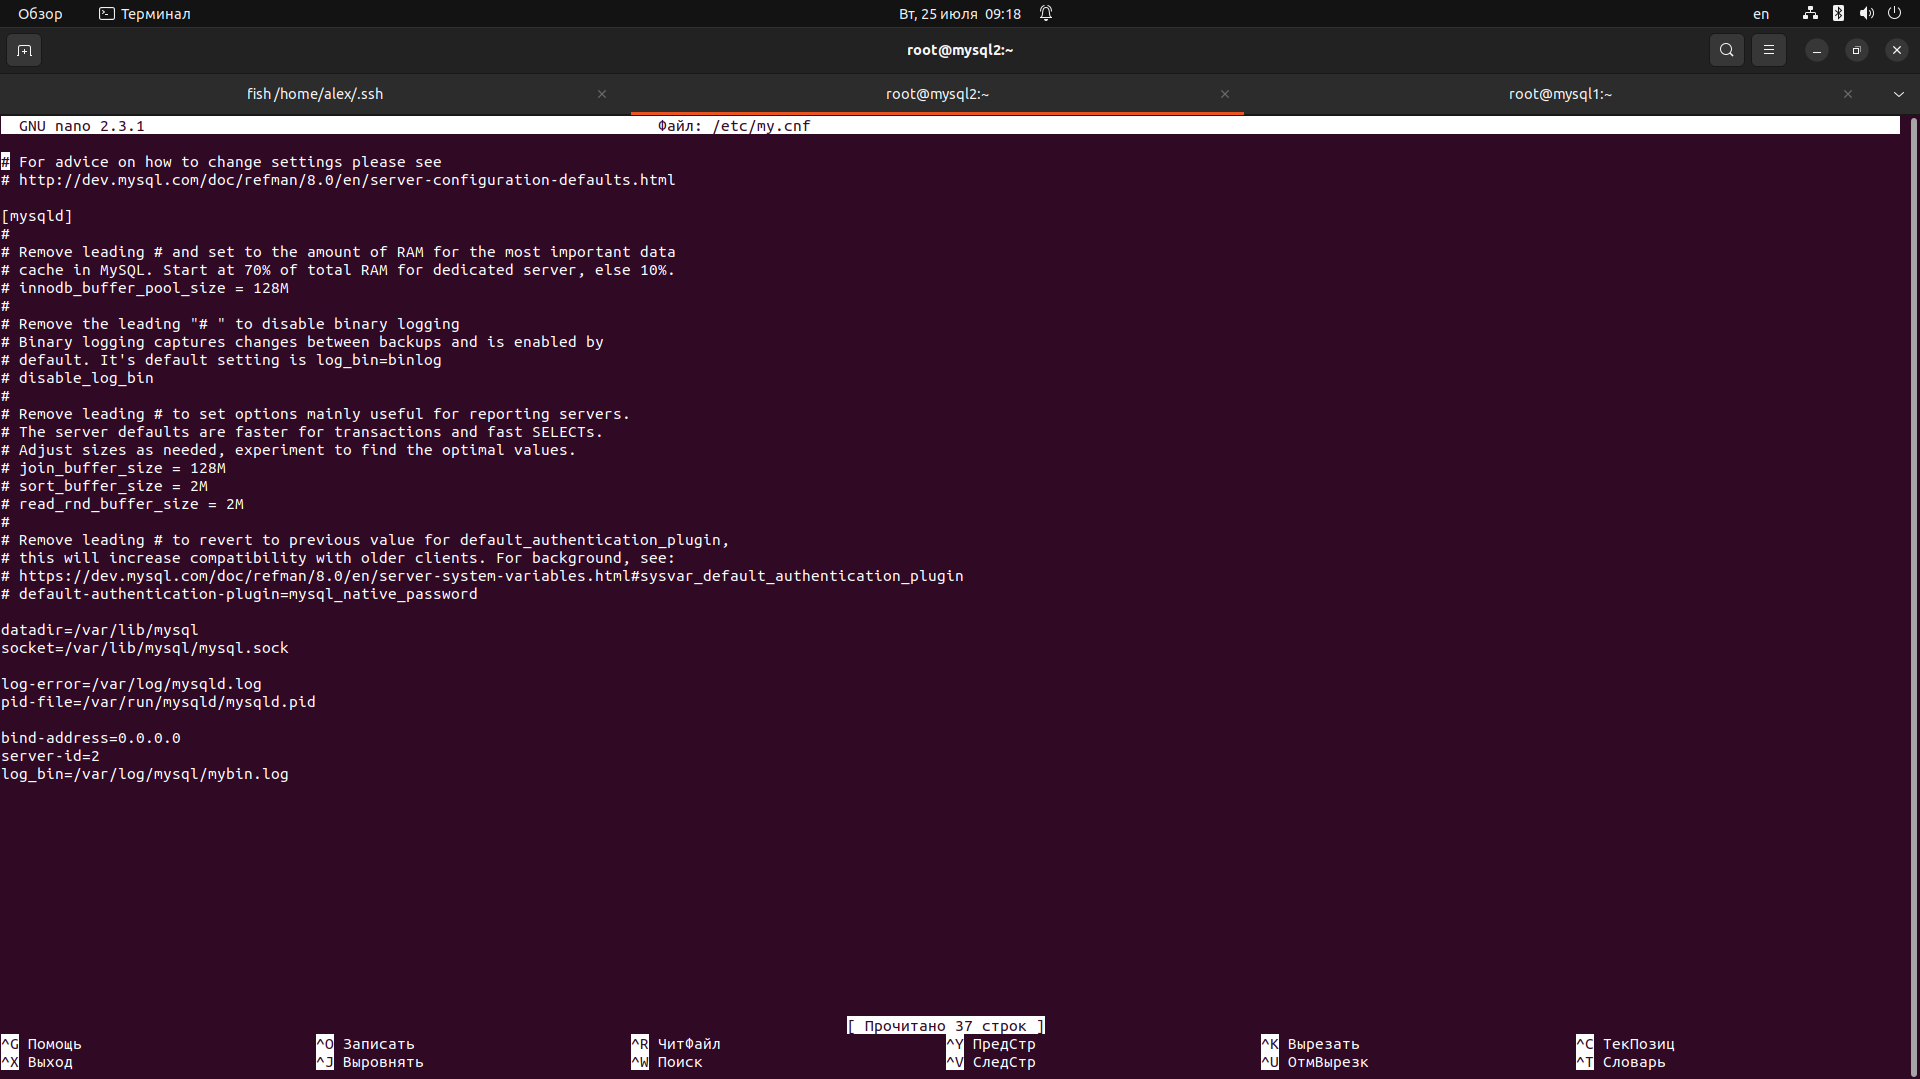 Обзор Терминал Вт, 25 июля 09:18 en
root@mysql2:~
fish /home/alex/.ssh root@mysql2:~ root@mysql1:~
GNU nano 2.3.1 Файл: /etc/my.cnf
# For advice on how to change settings please see
# http://dev.mysql.com/doc/refman/8.0/en/server-configuration-defaults.html
[mysqld]
#
# Remove leading # and set to the amount of RAM for the most important data
# cache in MySQL. Start at 70% of total RAM for dedicated server, else 10%.
# innodb_buffer_pool_size = 128M
#
# Remove the leading "# " to disable binary logging
# Binary logging captures changes between backups and is enabled by
# default. It's default setting is log_bin=binlog
# disable_log_bin
#
# Remove leading # to set options mainly useful for reporting servers.
# The server defaults are faster for transactions and fast SELECTs.
# Adjust sizes as needed, experiment to find the optimal values.
# join_buffer_size = 128M
# sort_buffer_size = 2M
# read_rnd_buffer_size = 2M
#
# Remove leading # to revert to previous value for default_authentication_plugin,
# this will increase compatibility with older clients. For background, see:
# https://dev.mysql.com/doc/refman/8.0/en/server-system-variables.html#sysvar_default_authentication_plugin
# default-authentication-plugin=mysql_native_password
datadir=/var/lib/mysql
socket=/var/lib/mysql/mysql.sock
log-error=/var/log/mysqld.log
pid-file=/var/run/mysqld/mysqld.pid
bind-address=0.0.0.0
server-id=2
log_bin=/var/log/mysql/mybin.log
[ Прочитано 37 строк ]
^G Помощь ^O Записать ^R ЧитФайл ^Y ПредСтр ^K Вырезать ^C ТекПозиц
^X Выход ^J Выровнять ^W Поиск ^V СледСтр ^U ОтмВырезк ^T Словарь